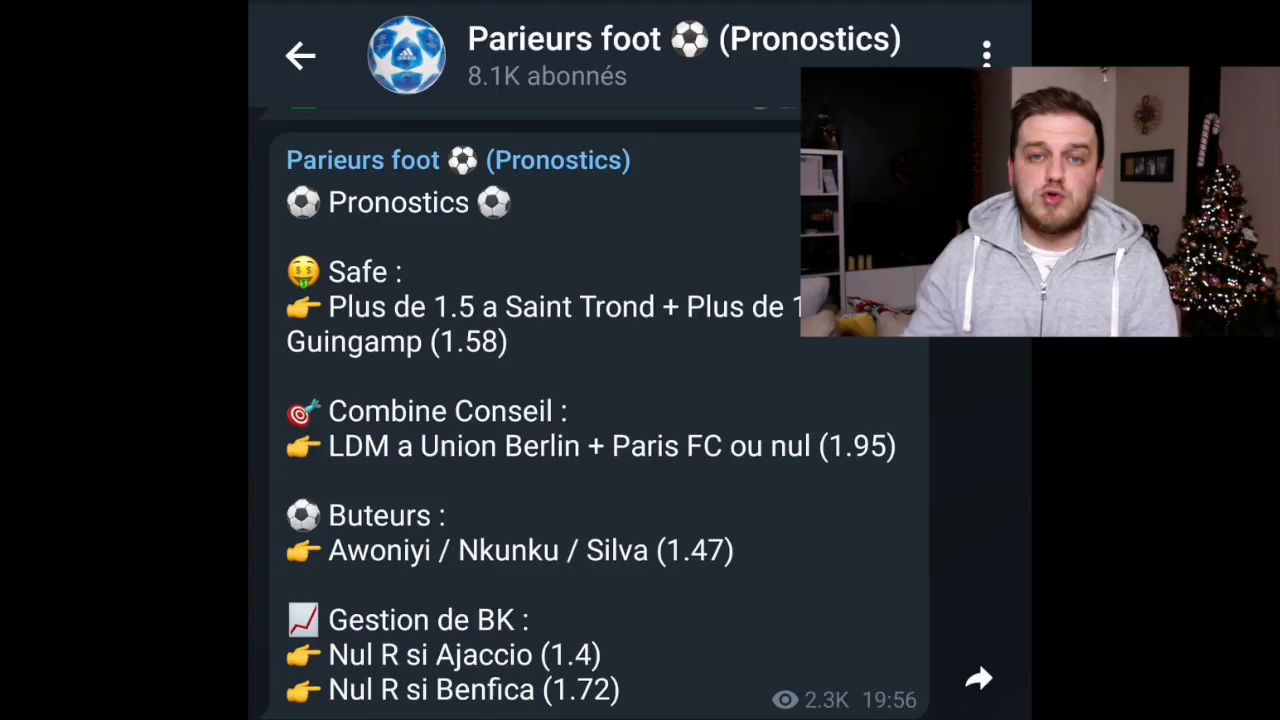 Parieurs foot ⚽ (Pronostics)
8.1K abonnés
Parieurs foot ⚽ (Pronostics)
⚽ Pronostics ⚽
🤑 Safe :
👉 Plus de 1.5 a Saint Trond + Plus de 1
Guingamp (1.58)
🎯 Combine Conseil :
👉 LDM a Union Berlin + Paris FC ou nul (1.95)
⚽ Buteurs :
👉 Awoniyi / Nkunku / Silva (1.47)
📈 Gestion de BK :
👉 Nul R si Ajaccio (1.4)
👉 Nul R si Benfica (1.72)
2.3K 19:56